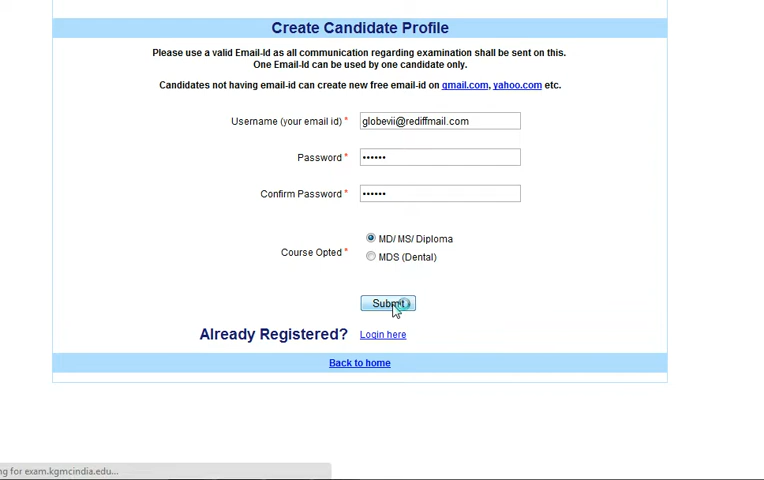 Create Candidate Profile
Please use a valid Email-Id as all communication regarding examination shall be sent on this.
One Email-Id can be used by one candidate only.
Candidates not having email-id can create new free email-id on gmail.com, yahoo.com etc.
Username (your email id) * globevii@rediffmail.com
Password * ••••••
Confirm Password * ••••••
MD/ MS/ Diploma
Course Opted *
MDS (Dental)
Submit
Already Registered? Login here
Back to home
ng for exam.kgmcindia.edu...